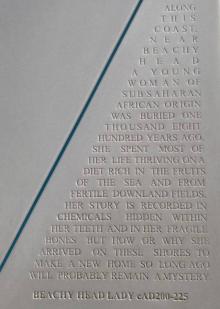 ALONG
THIS
COAST,
NEAR
BEACHY
HEAD
A YOUNG
WOMAN OF
SUBSAHARAN
AFRICAN ORIGIN
WAS BURIED ONE
THOUSAND EIGHT
HUNDRED YEARS AGO.
SHE SPENT MOST OF
HER LIFE THRIVING ON A
DIET RICH IN THE FRUITS
OF THE SEA AND FROM
FERTILE DOWNLAND FIELDS.
HER STORY IS RECORDED IN
CHEMICALS HIDDEN WITHIN
HER TEETH AND IN HER FRAGILE
BONES BUT HOW OR WHY SHE
ARRIVED ON THESE SHORES TO
MAKE A NEW HOME SO LONG AGO
WILL PROBABLY REMAIN A MYSTERY.
BEACHY HEAD LADY cAD200-225